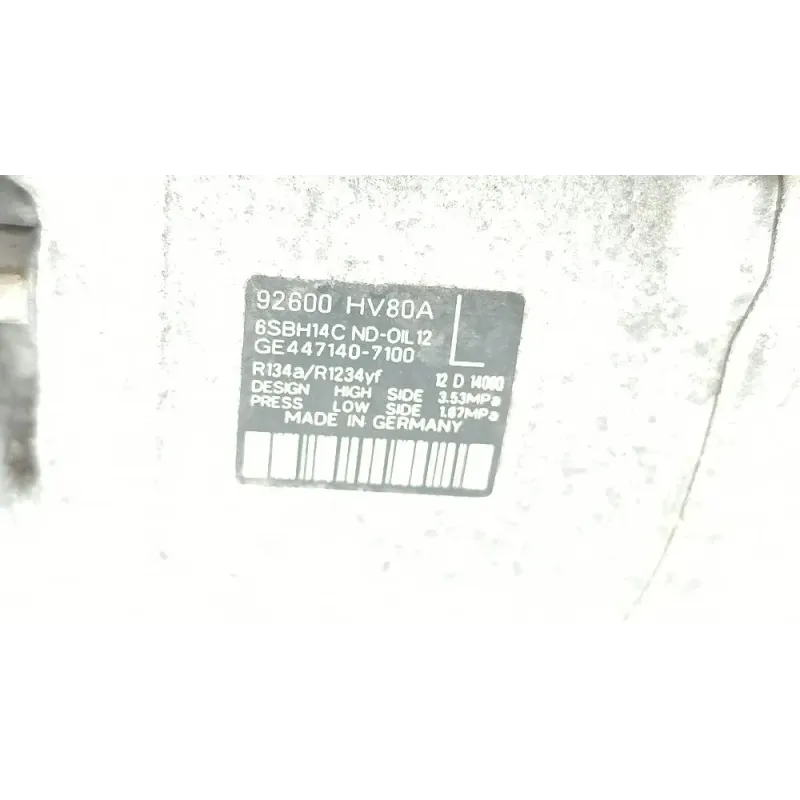 92600 HV80A L
6SBH14C ND-OIL12
GE447140-7100
R134a/R1234yf 12 D 14000
DESIGN HIGH SIDE 3.53MPa
PRESS LOW SIDE 1.67MPa
MADE IN GERMANY